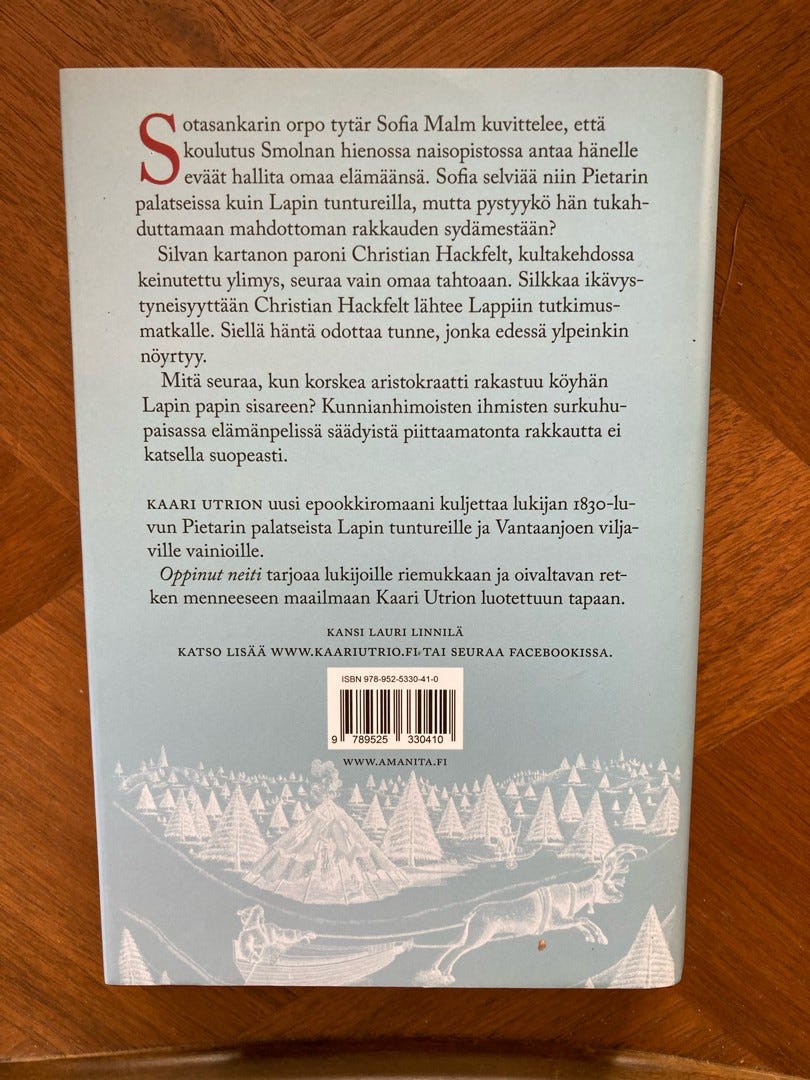 Sotasankarin orpo tytär Sofia Malm kuvittelee, että
koulutus Smolnan hienossa naisopistossa antaa hänelle
eväät hallita omaa elämäänsä. Sofia selviää niin Pietarin
palatseissa kuin Lapin tuntureilla, mutta pystyykö hän tukah-
duttamaan mahdottoman rakkauden sydämestään?
Silvan kartanon paroni Christian Hackfelt, kultakehdossa
keinutettu ylimys, seuraa vain omaa tahtoaan. Silkkaa ikävys-
tyneisyyttään Christian Hackfelt lähtee Lappiin tutkimus-
matkalle. Siellä häntä odottaa tunne, jonka edessä ylpeinkin
nöyrtyy.
Mitä seuraa, kun korskea aristokraatti rakastuu köyhän
Lapin papin sisareen? Kunnianhimoisten ihmisten surkuhu-
paisassa elämänpelissä säädyistä piittaamatonta rakkautta ei
katsella suopeasti.
KAARI UTRION uusi epookkiromaani kuljettaa lukijan 1830-lu-
vun Pietarin palatseista Lapin tuntureille ja Vantaanjoen vilja-
ville vainioille.
Oppinut neiti tarjoaa lukijoille riemukkaan ja oivaltavan ret-
ken menneeseen maailmaan Kaari Utrion luotettuun tapaan.
KANSI LAURI LINNILÄ
KATSO LISÄÄ WWW.KAARIUTRIO.FI TAI SEURAA FACEBOOKISSA.
ISBN 978-952-5330-41-0
9 789525 330410
WWW.AMANITA.FI